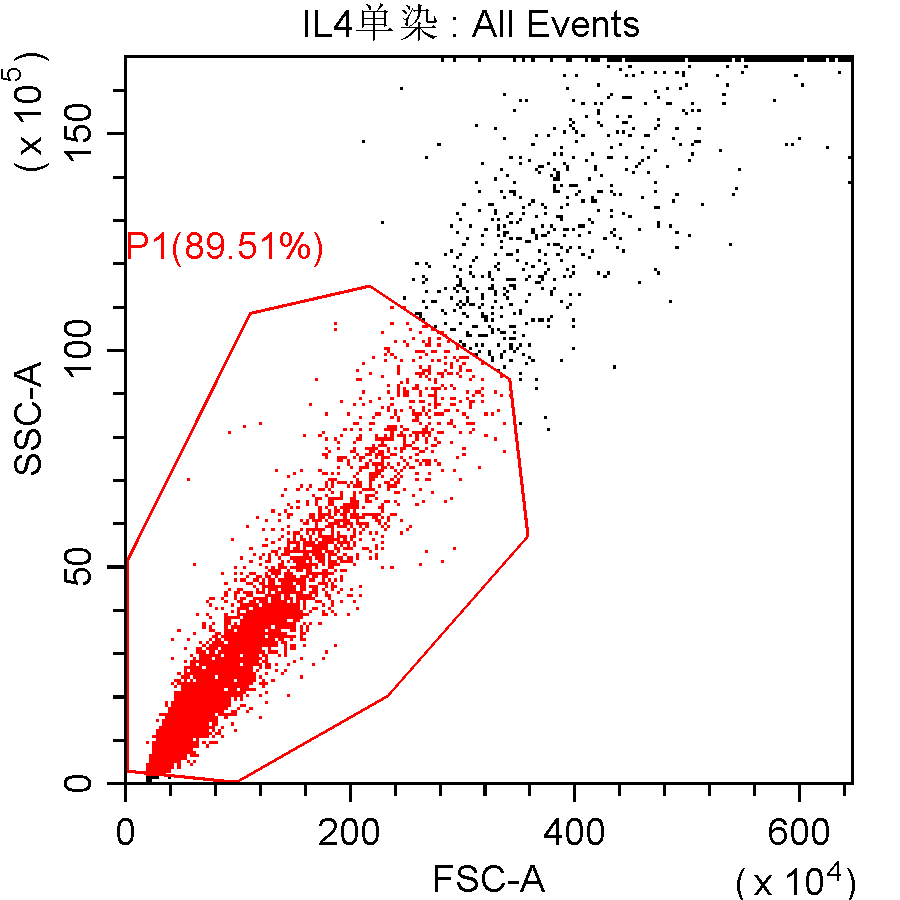 IL4单染 : All Events
(x 10⁵)
150
100
50
0
SSC-A
P1(89.51%)
0 200 400 600
FSC-A
(x 10⁴)